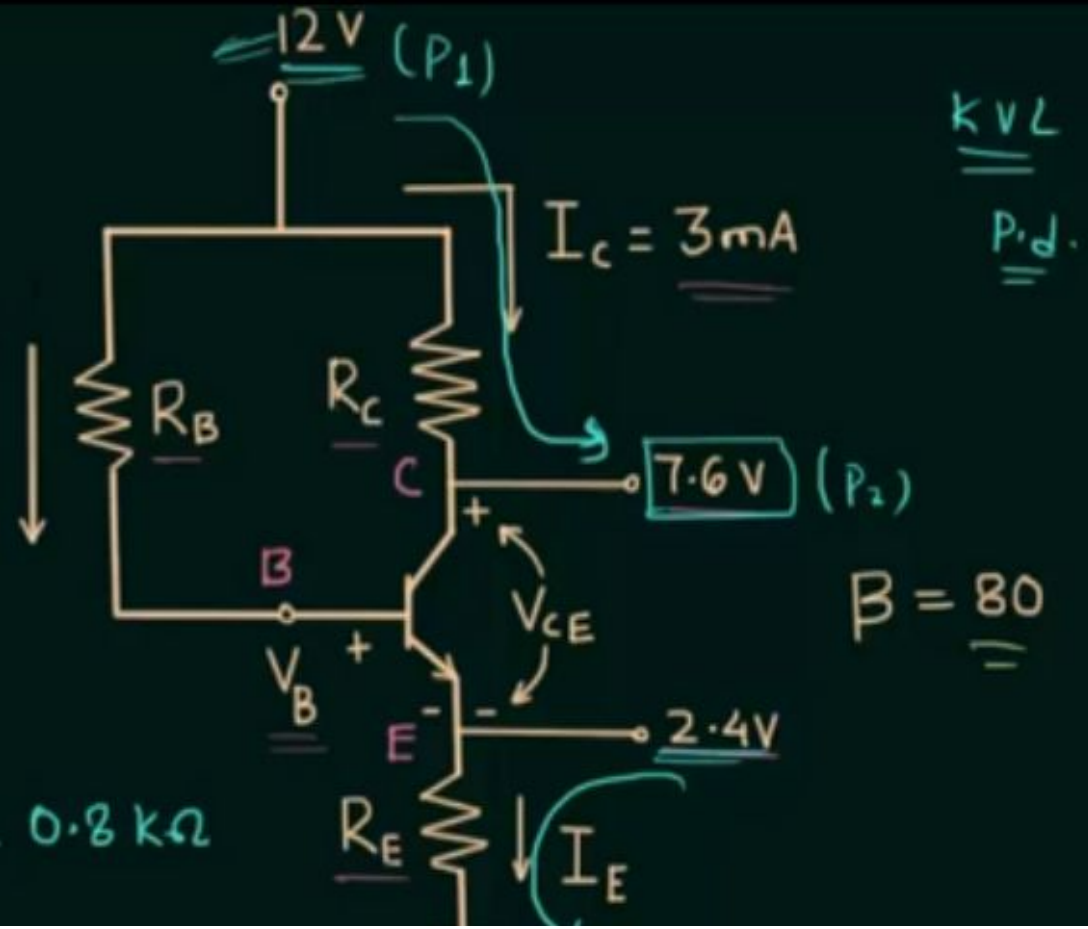 12V (P1)
KVL
P.d.
Ic = 3mA
RB
Rc
C
7.6V (P2)
B
VCE
β = 80
+
+
VB
- -
E
2.4V
0.8 kΩ
RE
IE